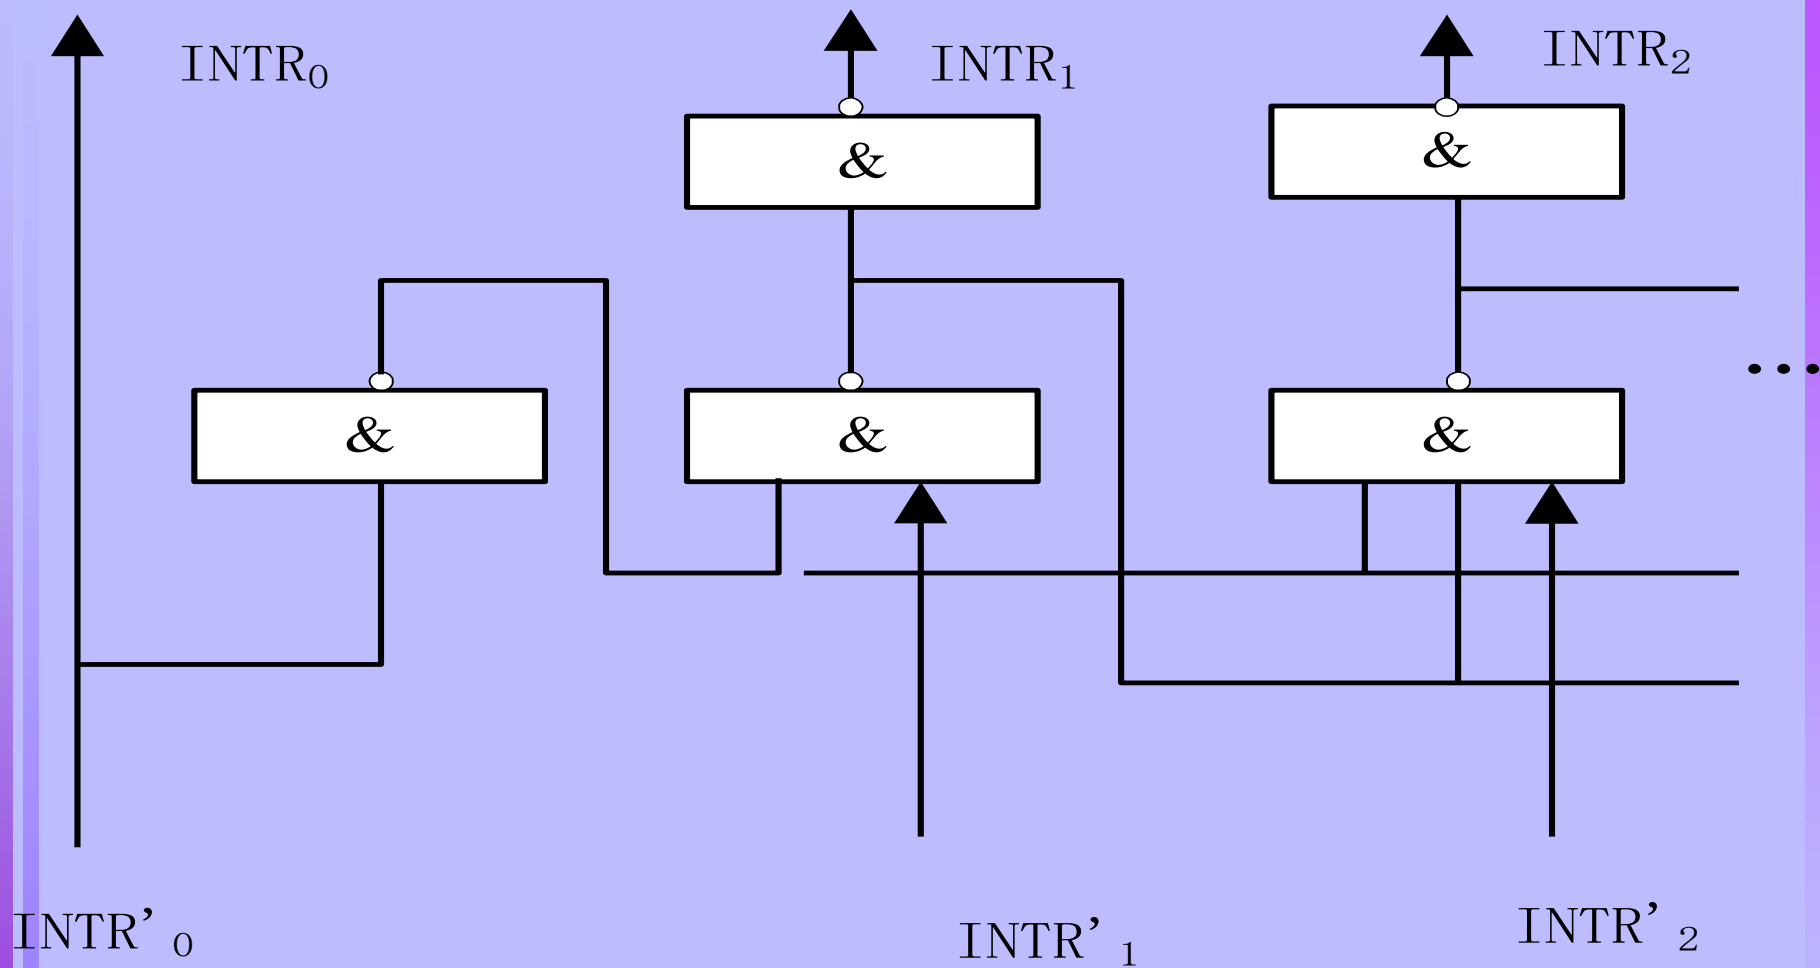 INTR₀
INTR₁
INTR₂
&
&
&
&
&
...
INTR’₀
INTR’₁
INTR’₂